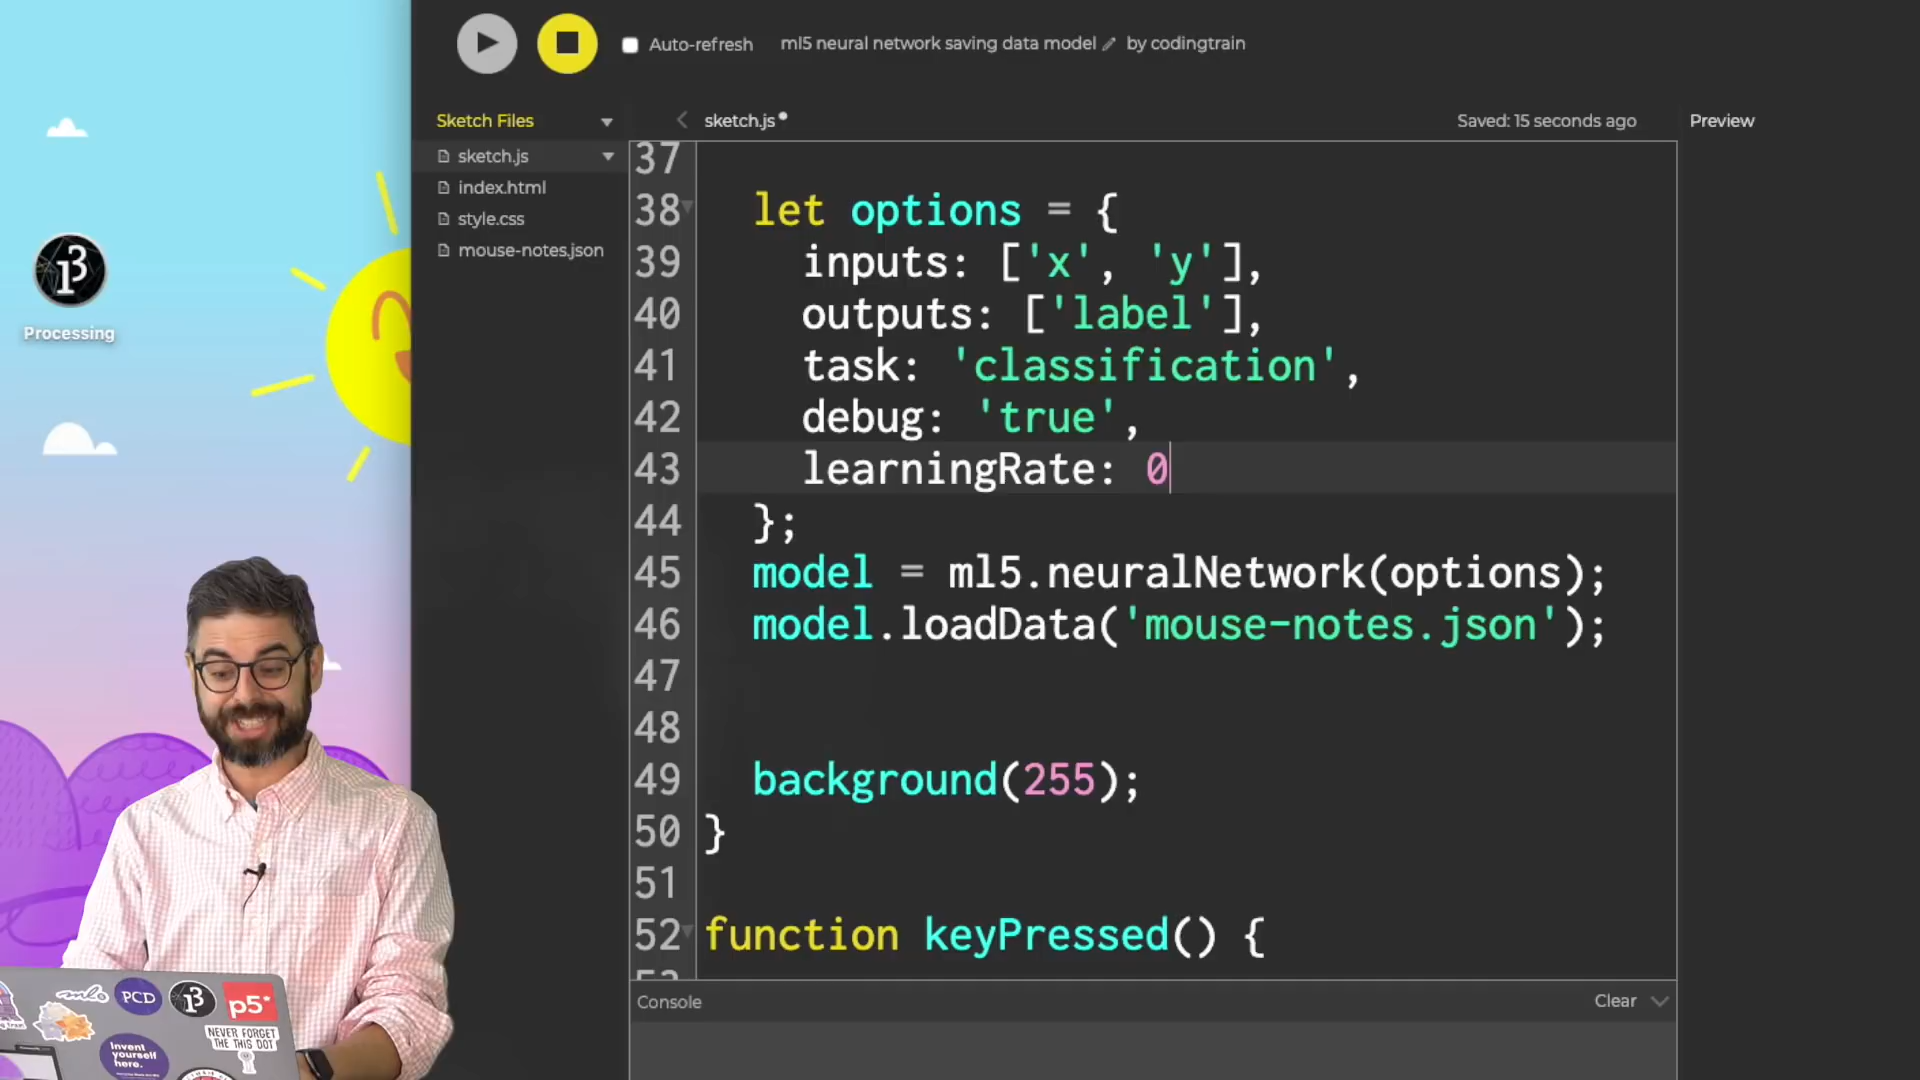 Auto-refresh ml5 neural network saving data model by codingtrain
Sketch Files
sketch.js
Saved: 15 seconds ago
Preview
sketch.js
index.html
style.css
mouse-notes.json
Processing
37
38 let options = {
39 inputs: ['x', 'y'],
40 outputs: ['label'],
41 task: 'classification',
42 debug: 'true',
43 learningRate: 0
44 };
45 model = ml5.neuralNetwork(options);
46 model.loadData('mouse-notes.json');
47
48
49 background(255);
50 }
51
52 function keyPressed() {
Console
Clear
PCD
p5*
NEVER FORGET
THE THIS DOT
Invent
yourself
here.